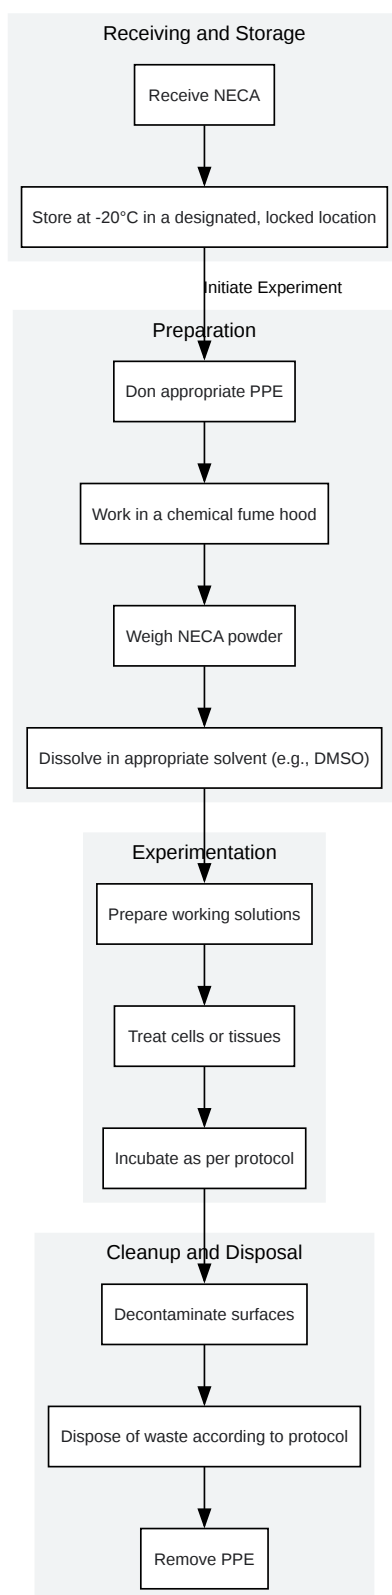 Receiving and Storage
Receive NECA
Store at -20°C in a designated, locked location
Initiate Experiment
Preparation
Don appropriate PPE
Work in a chemical fume hood
Weigh NECA powder
Dissolve in appropriate solvent (e.g., DMSO)
Experimentation
Prepare working solutions
Treat cells or tissues
Incubate as per protocol
Cleanup and Disposal
Decontaminate surfaces
Dispose of waste according to protocol
Remove PPE